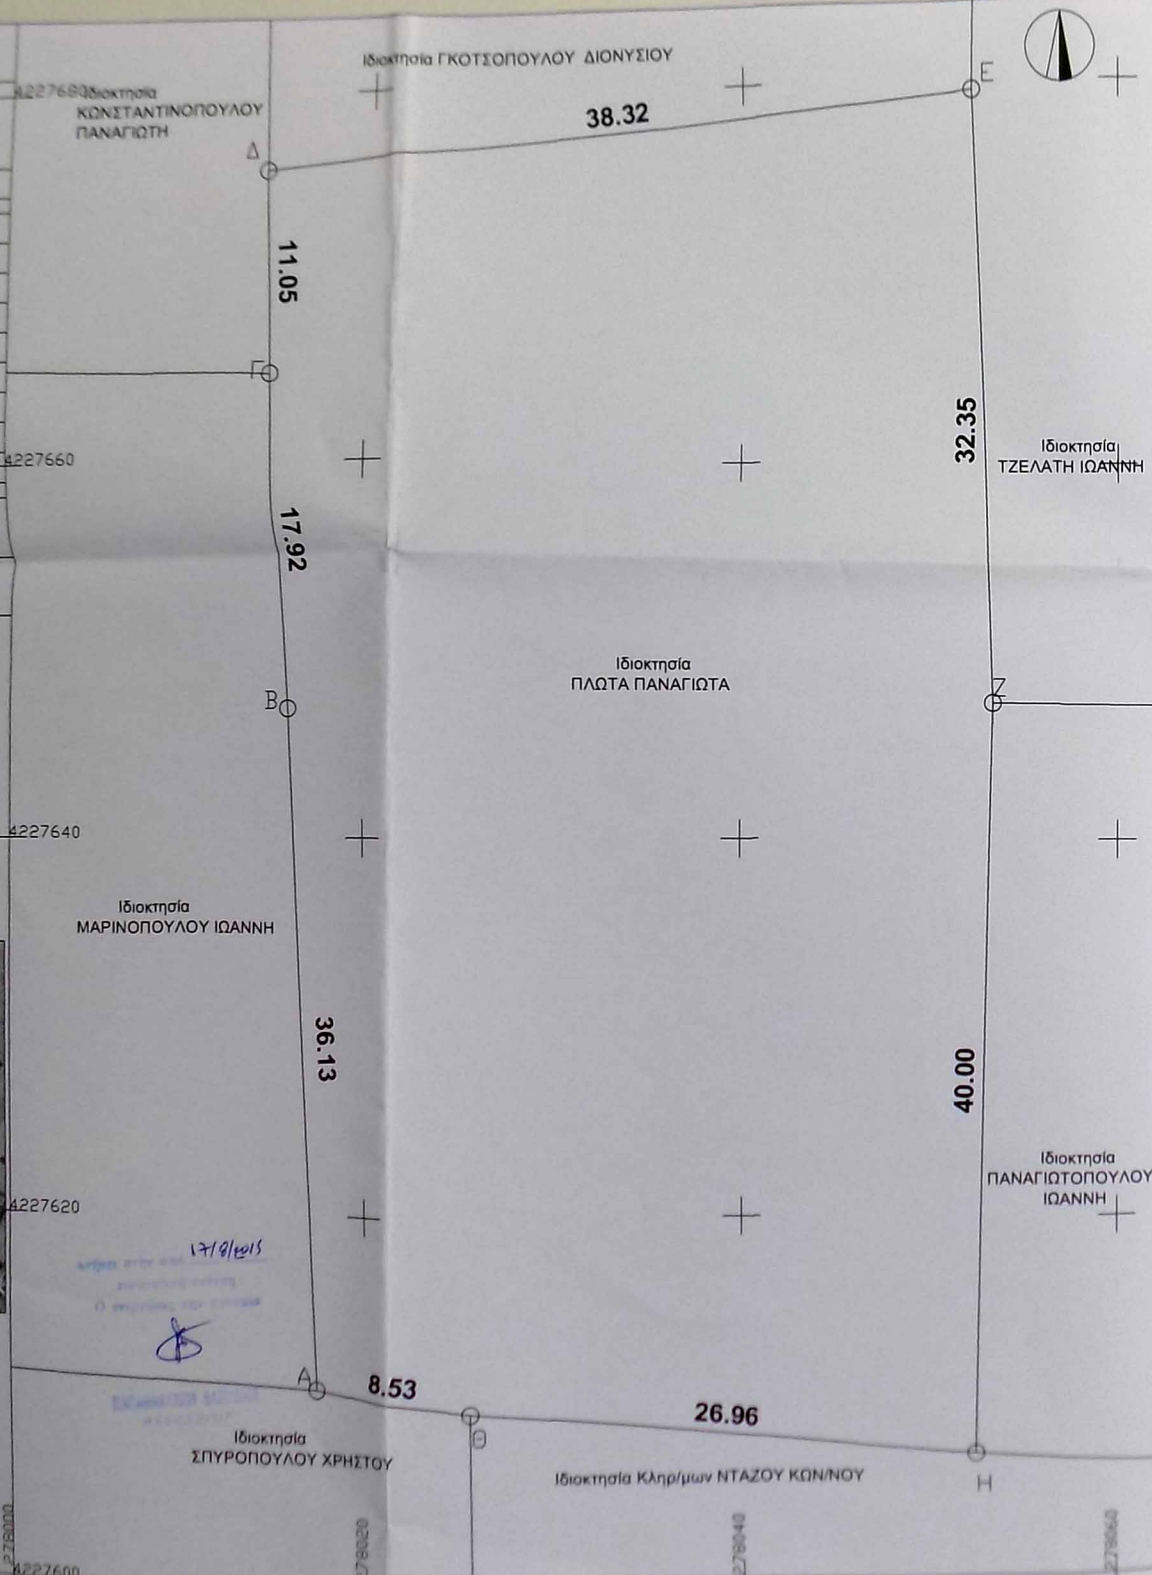 Ιδιοκτησία ΓΚΟΤΣΟΠΟΥΛΟΥ ΔΙΟΝΥΣΙΟΥ
Ε
4227680
Ιδιοκτησία
ΚΩΝΣΤΑΝΤΙΝΟΠΟΥΛΟΥ
ΠΑΝΑΓΙΩΤΗ
38.32
Δ
11.05
Γ
32.35
4227660
Ιδιοκτησία
ΤΖΕΛΑΤΗ ΙΩΑΝΝΗ
17.92
Ιδιοκτησία
ΠΛΩΤΑ ΠΑΝΑΓΙΩΤΑ
Β
Ζ
4227640
Ιδιοκτησία
ΜΑΡΙΝΟΠΟΥΛΟΥ ΙΩΑΝΝΗ
36.13
40.00
Ιδιοκτησία
ΠΑΝΑΓΙΩΤΟΠΟΥΛΟΥ
ΙΩΑΝΝΗ
4227620
17/8/2015
Α
8.53
26.96
Θ
Ιδιοκτησία
ΣΠΥΡΟΠΟΥΛΟΥ ΧΡΗΣΤΟΥ
Ιδιοκτησία Κληρ/μων ΝΤΑΖΟΥ ΚΩΝ/ΝΟΥ
Η
278000
78020
278040
278060
4227600